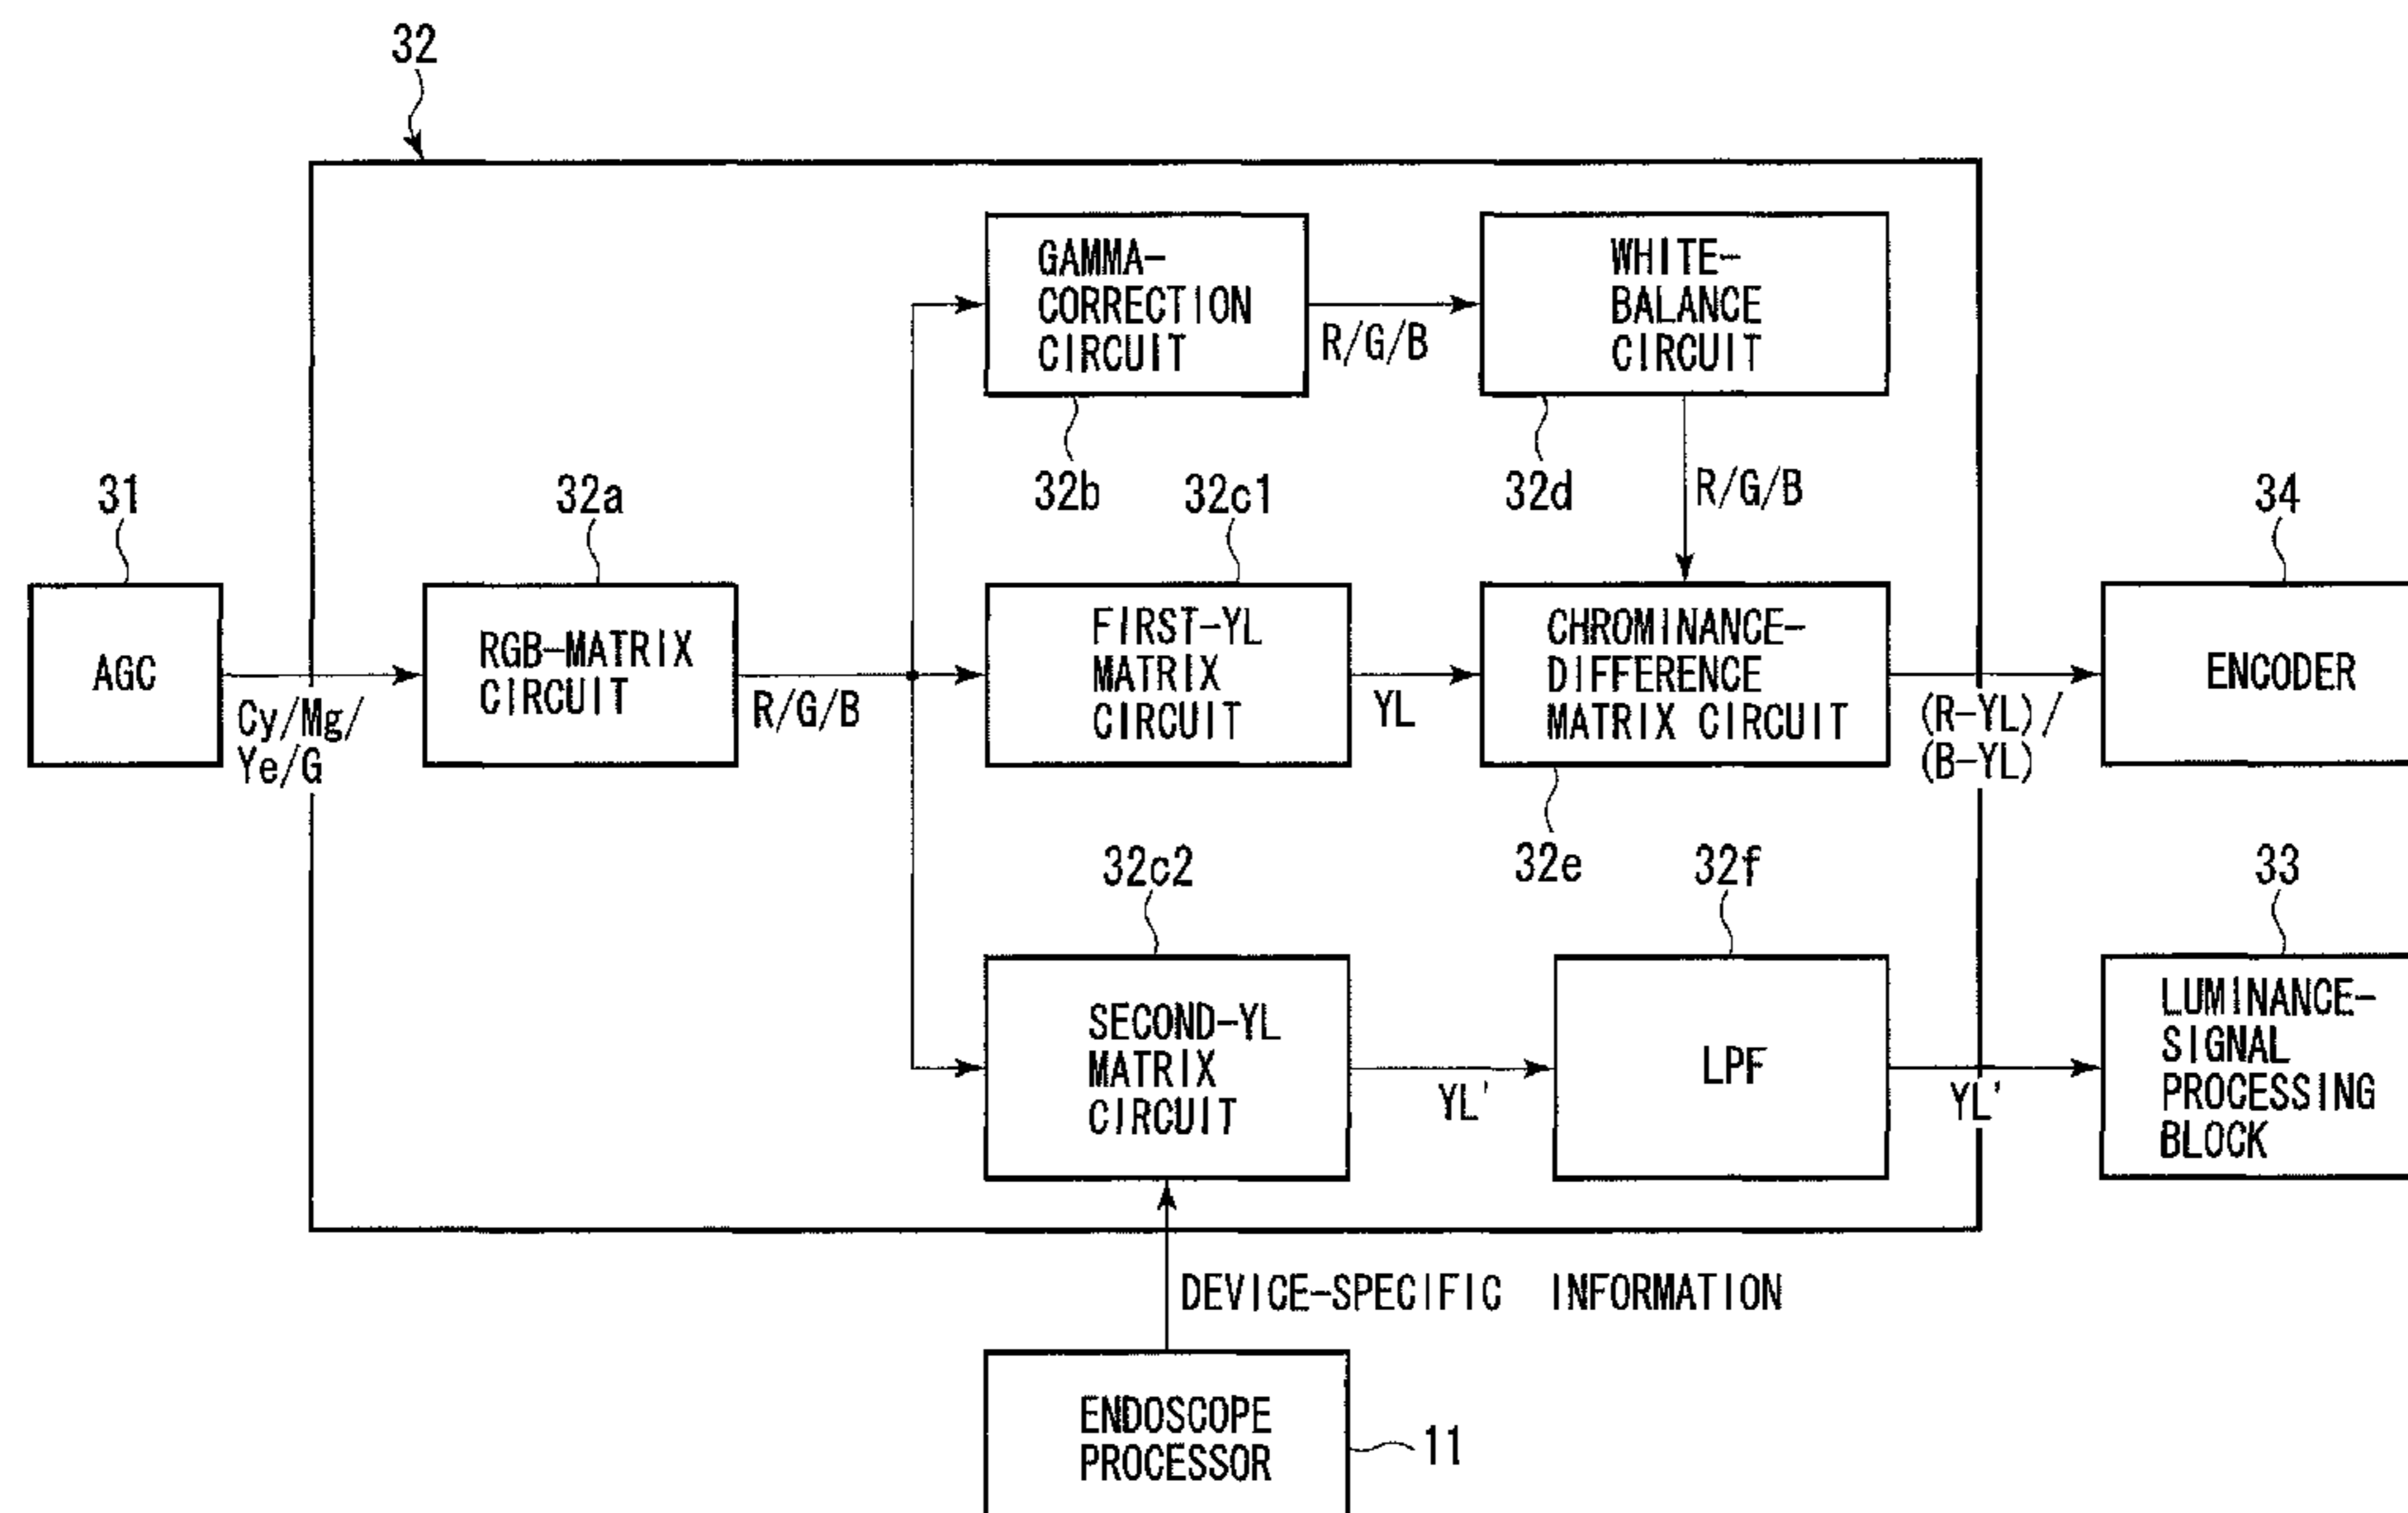 32
GAMMA-
CORRECTION
CIRCUIT
WHITE-
BALANCE
CIRCUIT
R/G/B
32b
32d
R/G/B
31
32a
32c1
34
AGC
Cy/Mg/
Ye/G
RGB-MATRIX
CIRCUIT
R/G/B
FIRST-YL
MATRIX
CIRCUIT
YL
CHROMINANCE-
DIFFERENCE
MATRIX CIRCUIT
(R-YL)/
(B-YL)
ENCODER
32c2
32e
32f
33
SECOND-YL
MATRIX
CIRCUIT
YL'
LPF
YL'
LUMINANCE-
SIGNAL
PROCESSING
BLOCK
DEVICE-SPECIFIC INFORMATION
ENDOSCOPE
PROCESSOR
11